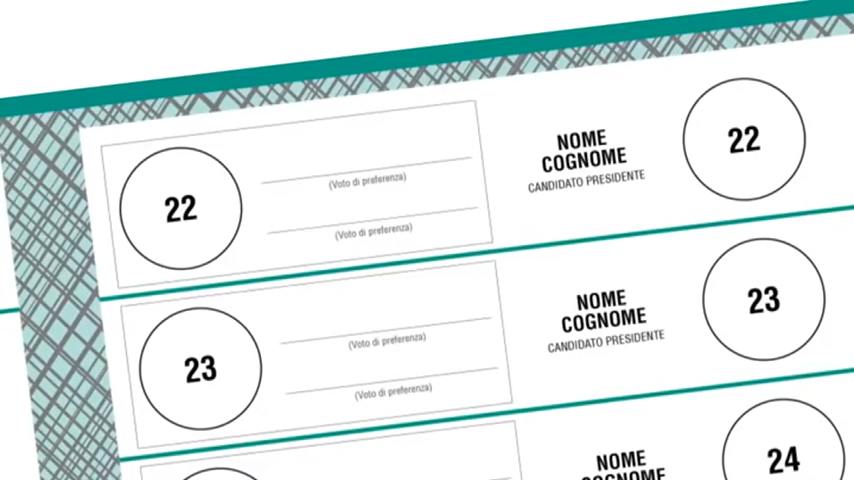 22
(Voto di preferenza)
(Voto di preferenza)
NOME
COGNOME
CANDIDATO PRESIDENTE
22
23
(Voto di preferenza)
(Voto di preferenza)
NOME
COGNOME
CANDIDATO PRESIDENTE
23
NOME
COGNOME
24